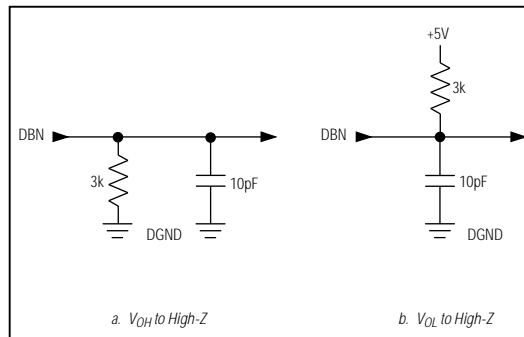 DBN
3k
10pF
DGND
a. VOH to High-Z
+5V
3k
DBN
10pF
DGND
b. VOL to High-Z